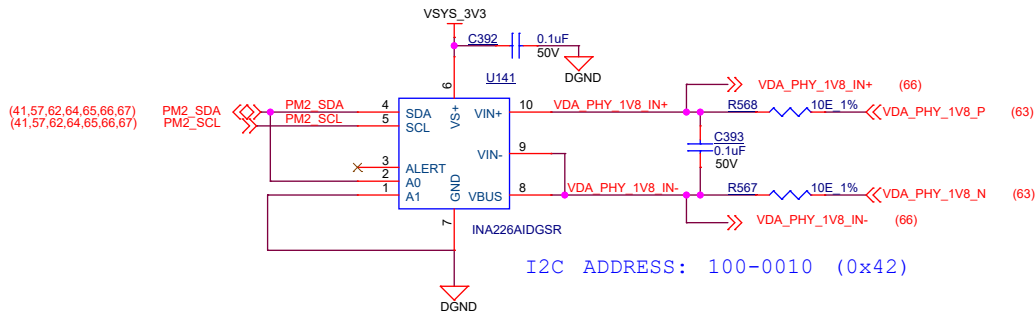 VSYS_3V3
C392
0.1uF
50V
DGND
U141
6
VS+
(41,57,62,64,65,66,67) PM2_SDA PM2_SDA 4 SDA
(41,57,62,64,65,66,67) PM2_SCL PM2_SCL 5 SCL
3 ALERT
2 A0
1 A1
GND
7
VIN+ 10 VDA_PHY_1V8_IN+
VIN- 9
VBUS 8 VDA_PHY_1V8_IN-
INA226AIDGSR
VDA_PHY_1V8_IN+ (66)
R568 10E_1% VDA_PHY_1V8_P (63)
C393
0.1uF
50V
R567 10E_1% VDA_PHY_1V8_N (63)
VDA_PHY_1V8_IN- (66)
I2C ADDRESS: 100-0010 (0x42)
DGND